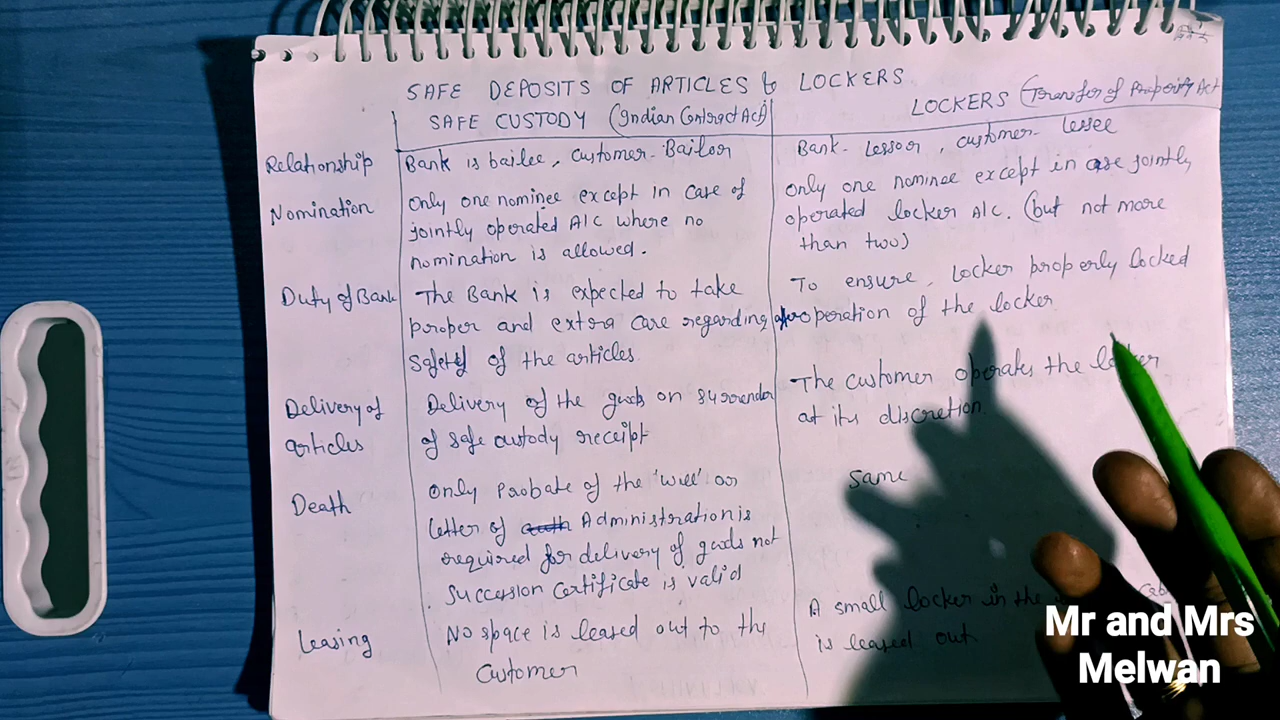 SAFE DEPOSITS OF ARTICLES & LOCKERS
SAFE CUSTODY (Indian Contract Act)
LOCKERS (Transfer of Property Act
Relationship
Bank is bailee, customer-Bailor
Bank - Lessor, customer- lessee
Nomination
Only one nominee except in case of
jointly operated A/C where no
nomination is allowed.
Only one nominee except in case jointly
operated locker A/C. (but not more
than two)
Duty of Bank
The Bank is expected to take
proper and extra care regarding
safety of the articles.
To ensure, Locker properly locked
operation of the locker
Delivery of
articles
Delivery of the goods on surrender
of safe custody receipt
The customer operates the locker
at its discretion.
Death
Only Probate of the 'will' or
letter of Administration is
required for delivery of goods not
Succession Certificate is valid
Same
Leasing
No space is leased out to the
Customer
A small locker in the
is leased out
Mr and Mrs
Melwan